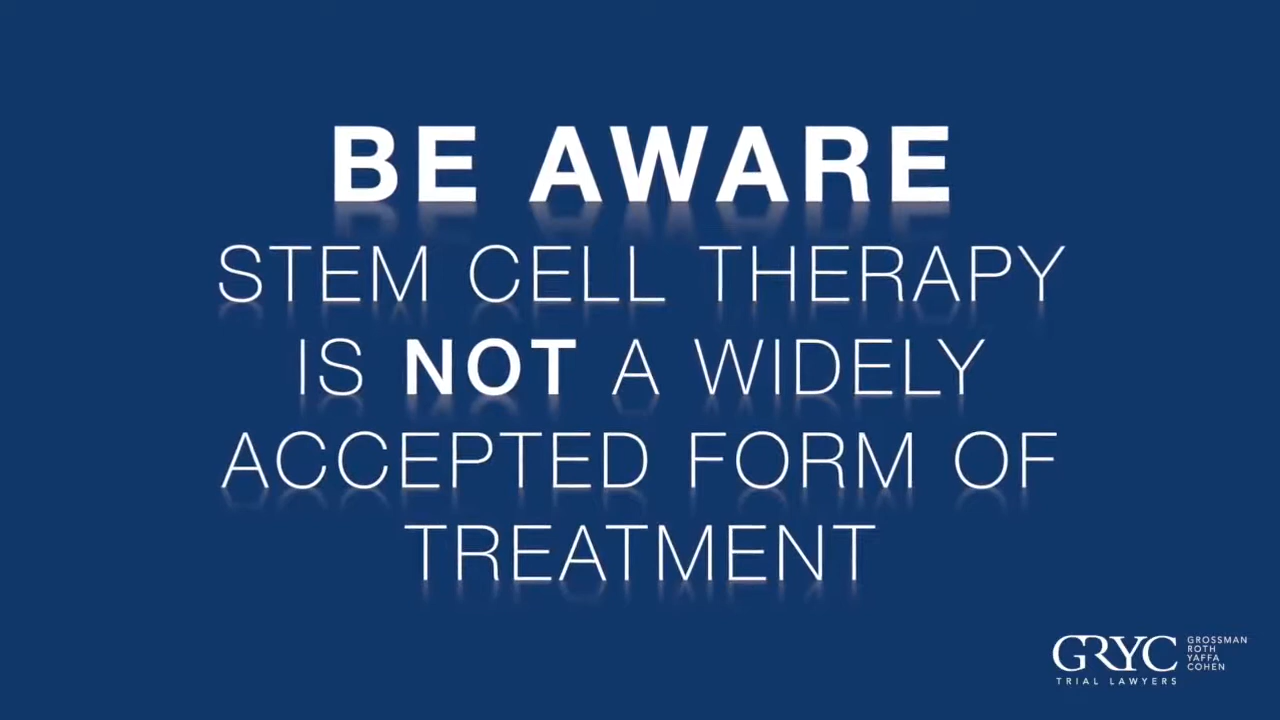 BE AWARE
STEM CELL THERAPY
IS NOT A WIDELY
ACCEPTED FORM OF
TREATMENT
GRYC
TRIAL LAWYERS
GROSSMAN
ROTH
YAFFA
COHEN